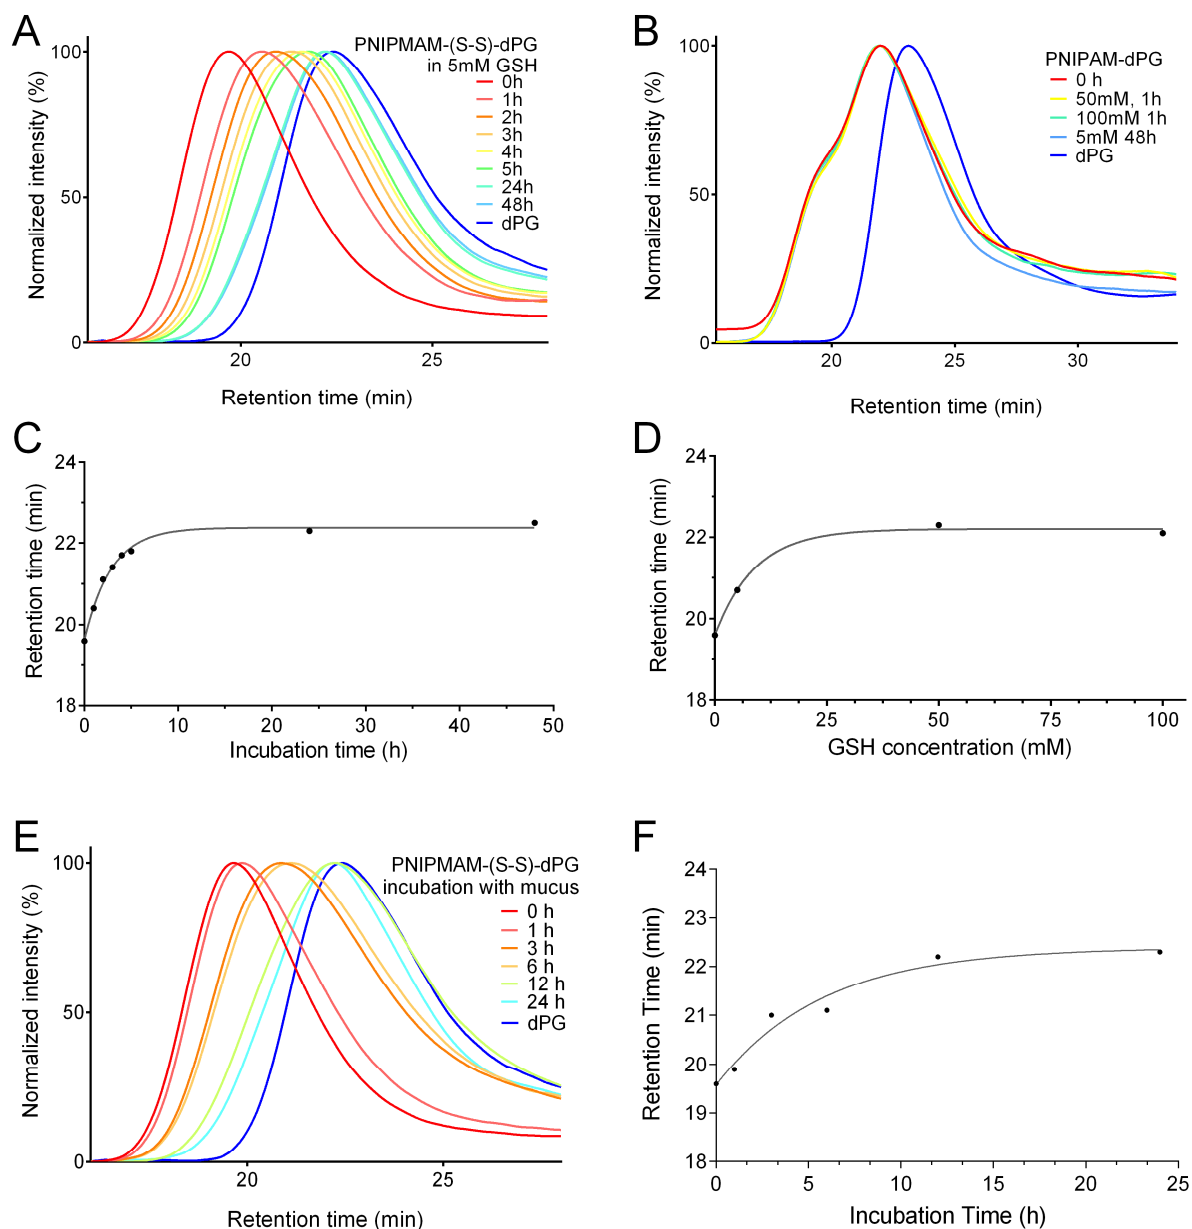 A
PNIPMAM-(S-S)-dPG
in 5mM GSH
0h
1h
2h
3h
4h
5h
24h
48h
dPG
Normalized intensity (%)
100
50
0
20
25
Retention time (min)
B
PNIPAM-dPG
0 h
50mM, 1h
100mM 1h
5mM 48h
dPG
Normalized intensity (%)
100
50
0
20
25
30
Retention time (min)
C
Retention time (min)
24
22
20
18
0 10 20 30 40 50
Incubation time (h)
D
Retention time (min)
24
22
20
18
0 25 50 75 100
GSH concentration (mM)
E
PNIPMAM-(S-S)-dPG
incubation with mucus
0 h
1 h
3 h
6 h
12 h
24 h
dPG
Normalized intensity (%)
100
50
0
20
25
Retention time (min)
F
Retention Time (min)
24
23
22
21
20
19
18
0 5 10 15 20 25
Incubation Time (h)